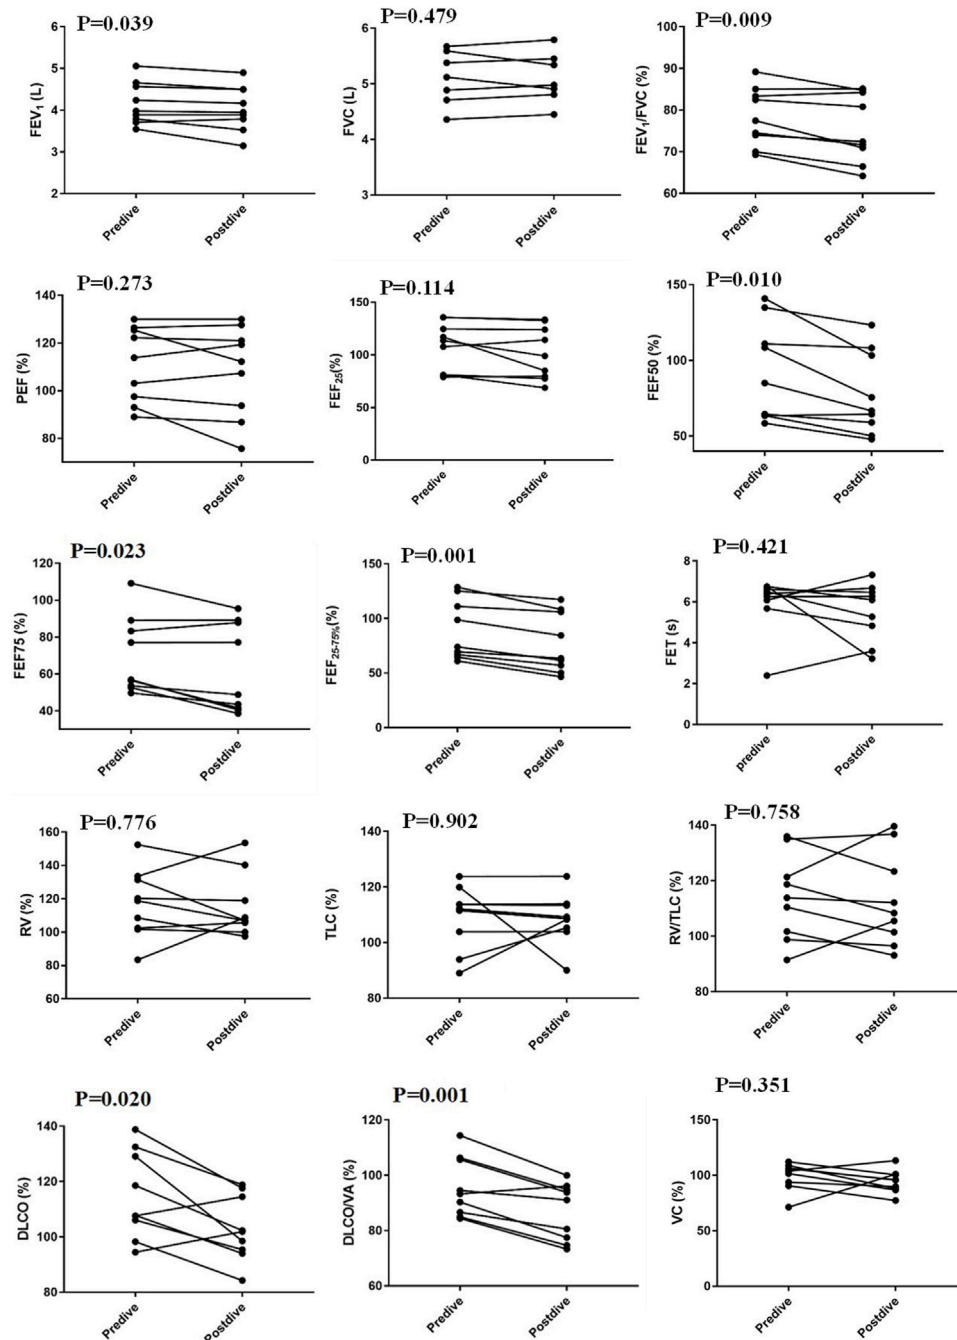 P=0.039
FEV1 (L)
6
5
4
3
2
Predive
Postdive
P=0.479
FVC (L)
6
5
4
3
Predive
Postdive
P=0.009
FEV1/FVC (%)
100
90
80
70
60
Predive
Postdive
P=0.273
PEF (%)
140
120
100
80
Predive
Postdive
P=0.114
FEF25(%)
150
100
50
0
Predive
Postdive
P=0.010
FEF50 (%)
150
100
50
predive
Postdive
P=0.023
FEF75 (%)
120
100
80
60
40
Predive
Postdive
P=0.001
FEF25-75%(%)
150
100
50
0
Predive
Postdive
P=0.421
FET (s)
8
6
4
2
0
predive
Postdive
P=0.776
RV (%)
160
140
120
100
80
60
Predive
Postdive
P=0.902
TLC (%)
140
120
100
80
Predive
Postdive
P=0.758
RV/TLC (%)
140
120
100
80
Predive
Postdive
P=0.020
DLCO (%)
140
120
100
80
Predive
Postdive
P=0.001
DLCO/VA (%)
120
100
80
60
Predive
Postdive
P=0.351
VC (%)
150
100
50
0
Predive
Postdive